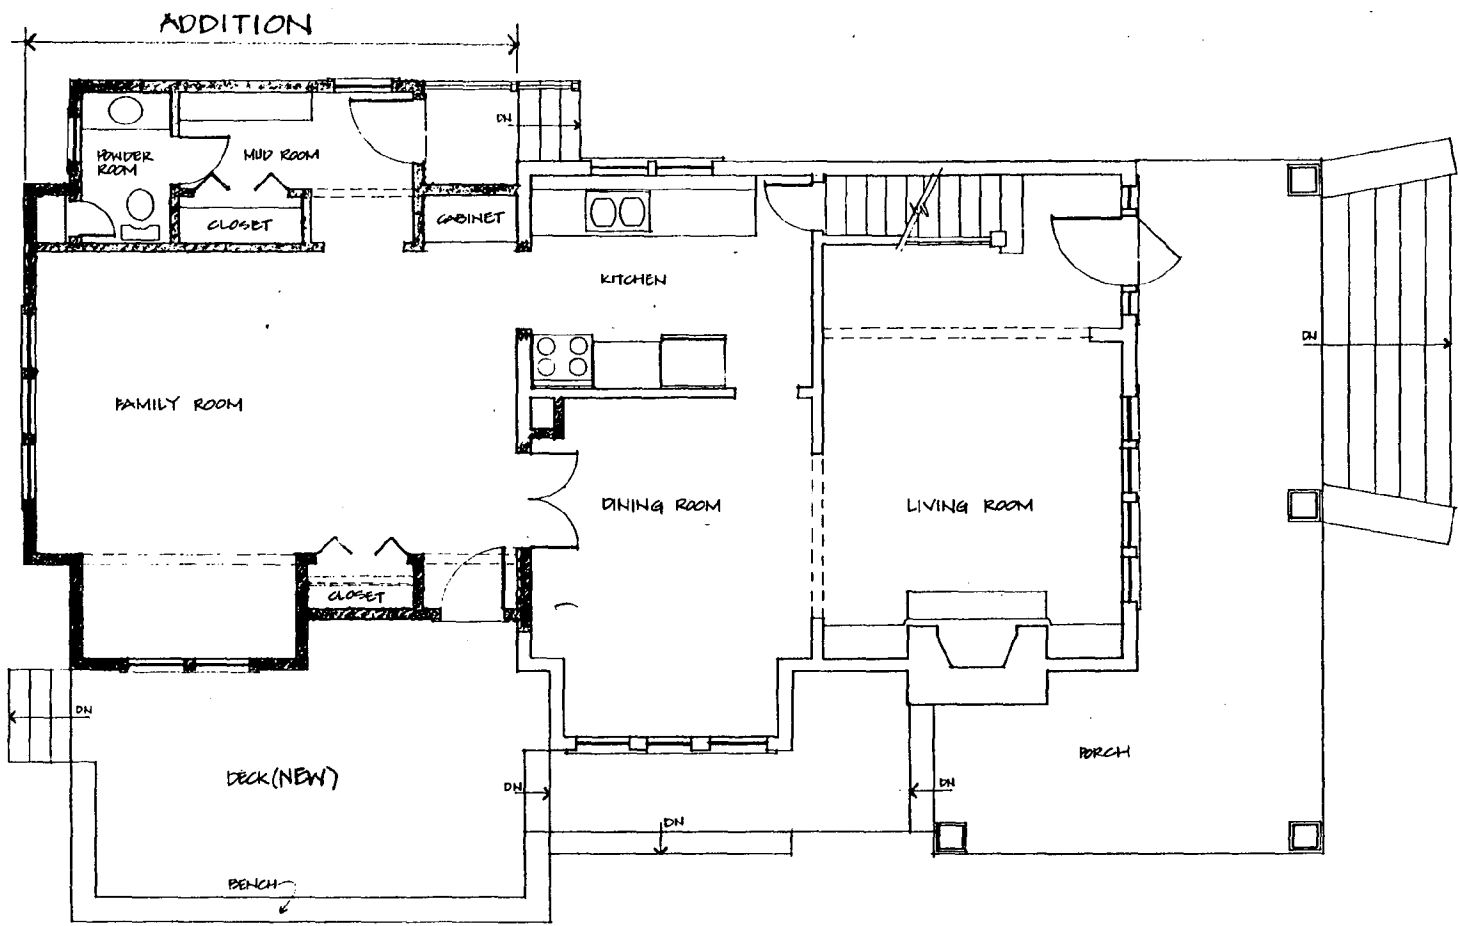 ADDITION
DN
POWDER
ROOM
MUD ROOM
CLOSET
CABINET
KITCHEN
DN
FAMILY ROOM
DINING ROOM
LIVING ROOM
CLOSET
DN
DECK (NEW)
DN
DN
DN
PORCH
BENCH